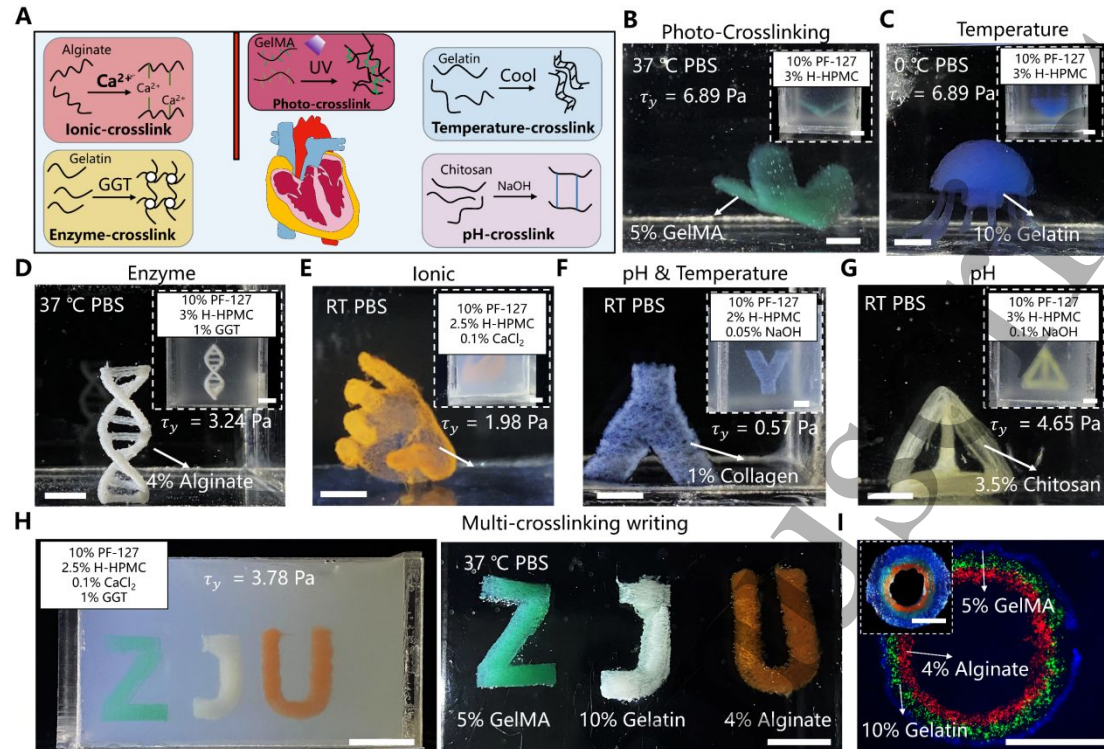 A
Alginate
Ca²⁺
Ca²⁺
Ca²⁺
Ionic-crosslink
GelMA
UV
Photo-crosslink
Gelatin
Cool
Temperature-crosslink
Gelatin
GGT
Enzyme-crosslink
Chitosan
NaOH
pH-crosslink
B
Photo-Crosslinking
37 ℃ PBS
τy = 6.89 Pa
10% PF-127
3% H-HPMC
5% GelMA
C
Temperature
0 ℃ PBS
τy = 6.89 Pa
10% PF-127
3% H-HPMC
10% Gelatin
D
Enzyme
37 ℃ PBS
10% PF-127
3% H-HPMC
1% GGT
τy = 3.24 Pa
4% Alginate
E
Ionic
RT PBS
10% PF-127
2.5% H-HPMC
0.1% CaCl₂
τy = 1.98 Pa
F
pH & Temperature
RT PBS
10% PF-127
2% H-HPMC
0.05% NaOH
τy = 0.57 Pa
1% Collagen
G
pH
RT PBS
10% PF-127
3% H-HPMC
0.1% NaOH
τy = 4.65 Pa
3.5% Chitosan
H
Multi-crosslinking writing
10% PF-127
2.5% H-HPMC
0.1% CaCl₂
1% GGT
τy = 3.78 Pa
Z J U
37 ℃ PBS
Z J U
5% GelMA 10% Gelatin 4% Alginate
I
5% GelMA
4% Alginate
10% Gelatin